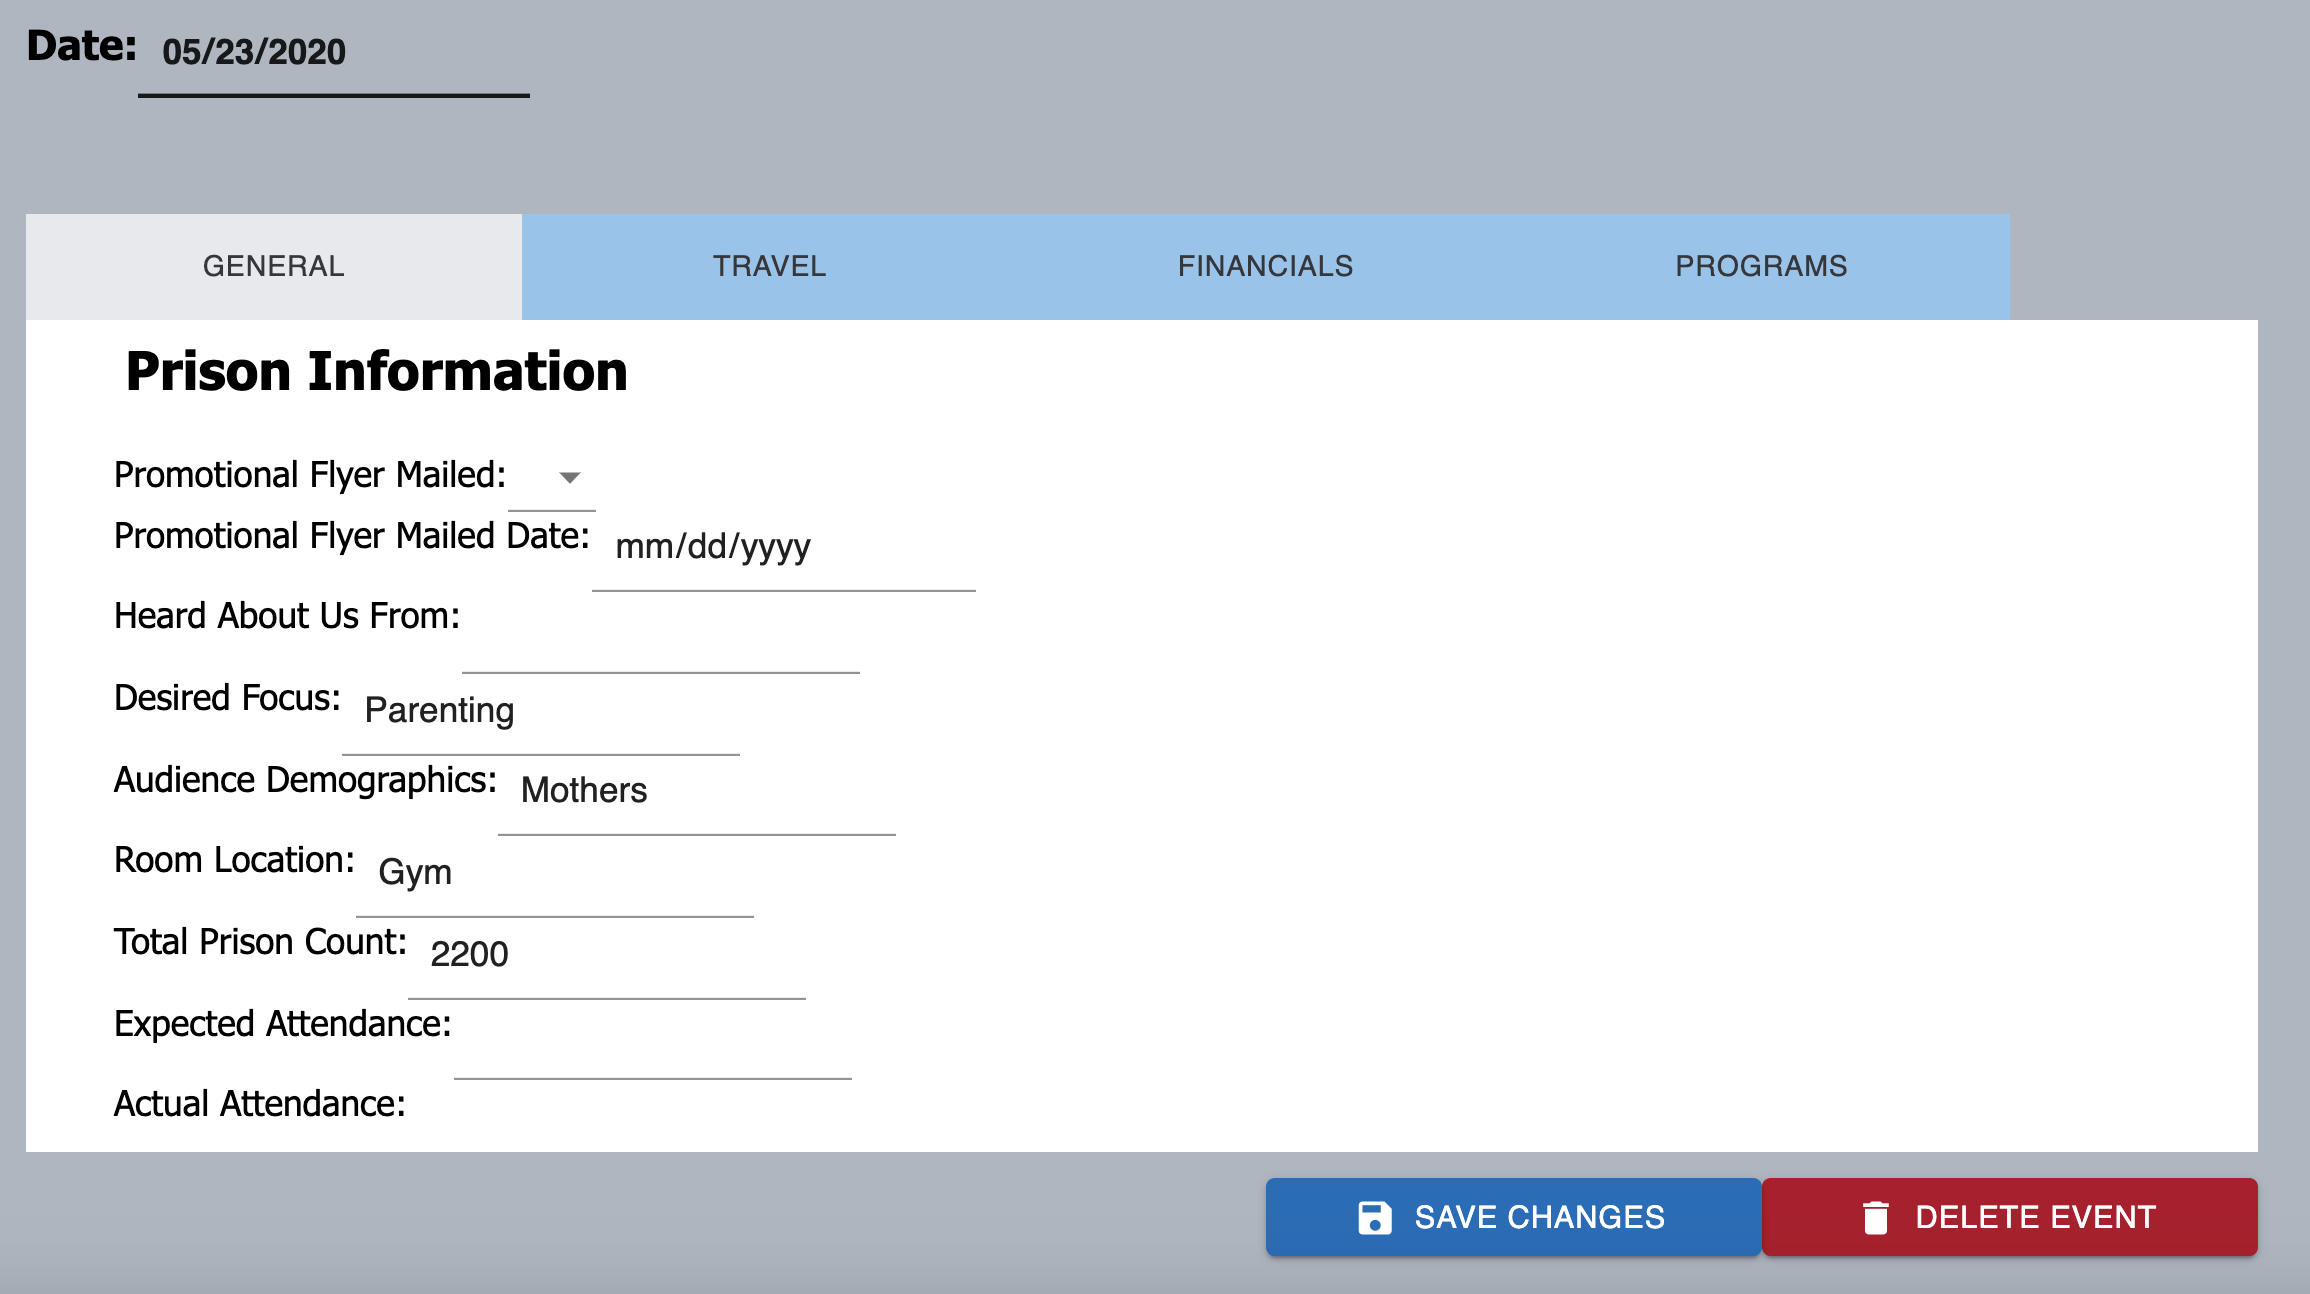 Date: 05/23/2020
GENERAL TRAVEL FINANCIALS PROGRAMS
Prison Information
Promotional Flyer Mailed:
Promotional Flyer Mailed Date: mm/dd/yyyy
Heard About Us From:
Desired Focus: Parenting
Audience Demographics: Mothers
Room Location: Gym
Total Prison Count: 2200
Expected Attendance:
Actual Attendance:
SAVE CHANGES DELETE EVENT